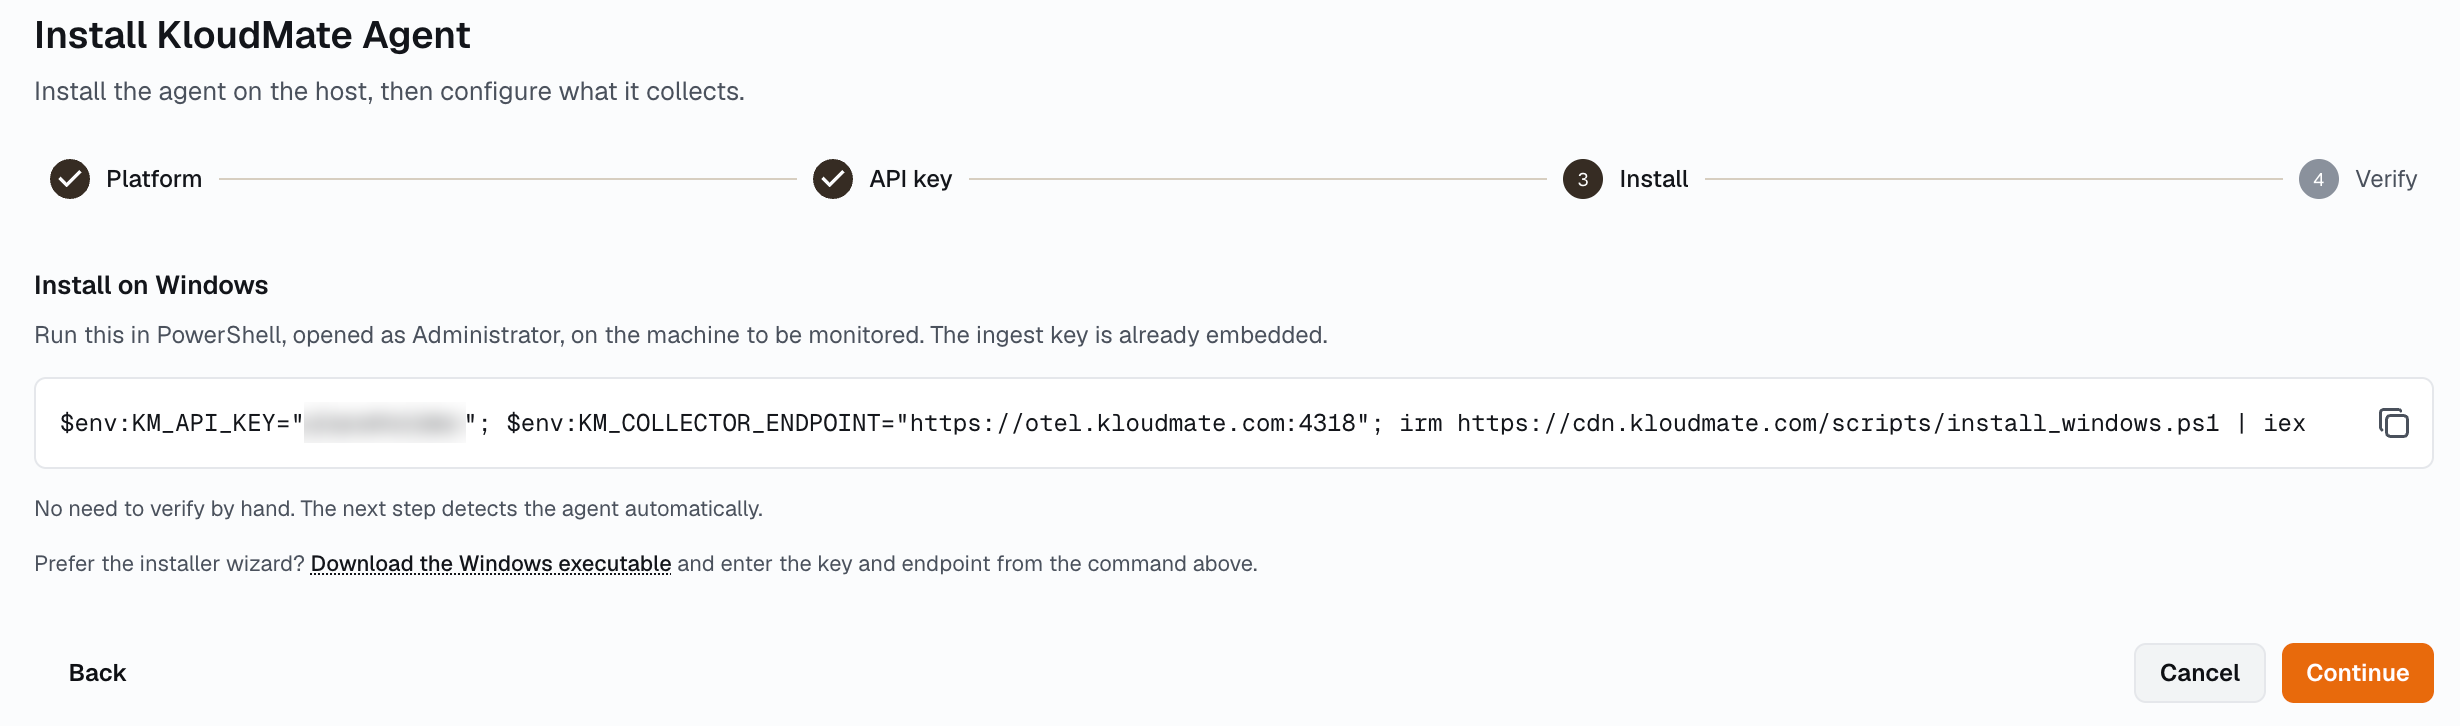 Install KloudMate Agent
Install the agent on the host, then configure what it collects.
Platform
API key
3 Install
4 Verify
Install on Windows
Run this in PowerShell, opened as Administrator, on the machine to be monitored. The ingest key is already embedded.
$env:KM_API_KEY=" "; $env:KM_COLLECTOR_ENDPOINT="https://otel.kloudmate.com:4318"; irm https://cdn.kloudmate.com/scripts/install_windows.ps1 | iex
No need to verify by hand. The next step detects the agent automatically.
Prefer the installer wizard? Download the Windows executable and enter the key and endpoint from the command above.
Back
Cancel
Continue